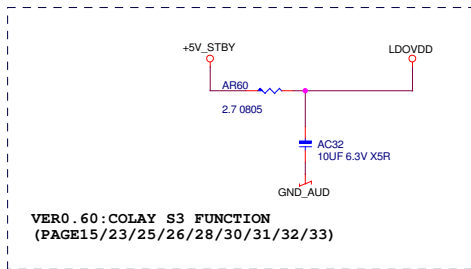 +5V_STBY
LDOVDD
AR60
2.7 0805
AC32
10UF 6.3V X5R
GND_AUD
VER0.60:COLAY S3 FUNCTION
(PAGE15/23/25/26/28/30/31/32/33)